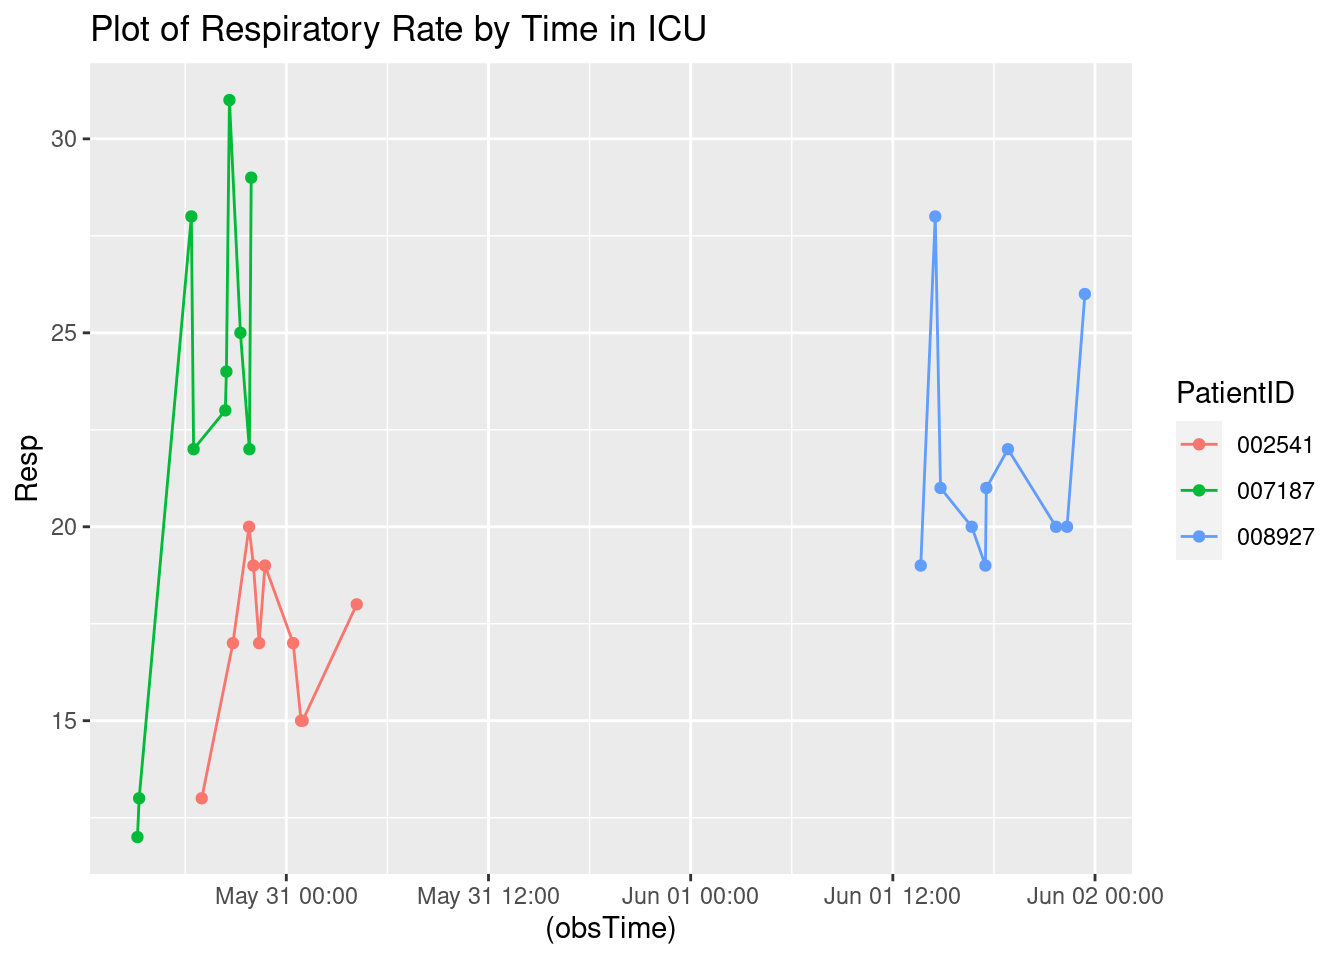 Plot of Respiratory Rate by Time in ICU
30
25
20
15
Resp
May 31 00:00
May 31 12:00
Jun 01 00:00
Jun 01 12:00
Jun 02 00:00
(obsTime)
PatientID
002541
007187
008927